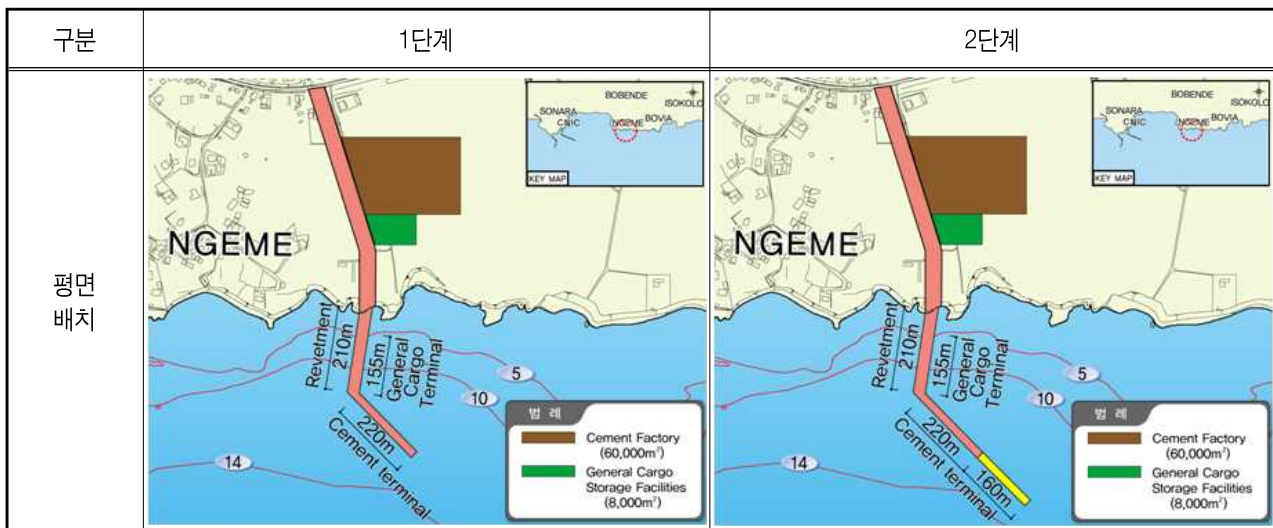 구분
1단계
2단계
평면
배치
BOBENDE
ISOKOLO
SONARA
CNIC
NGEME
BOVIA
KEY MAP
NGEME
Revetment
210m
155m
General
Cargo
Terminal
5
10
14
220m
Cement terminal
범 례
Cement Factory
(60,000m²)
General Cargo
Storage Facilities
(8,000m²)
BOBENDE
ISOKOLO
SONARA
CNIC
NGEME
BOVIA
KEY MAP
NGEME
Revetment
210m
155m
General
Cargo
Terminal
5
10
14
220m
160m
Cement terminal
범 례
Cement Factory
(60,000m²)
General Cargo
Storage Facilities
(8,000m²)